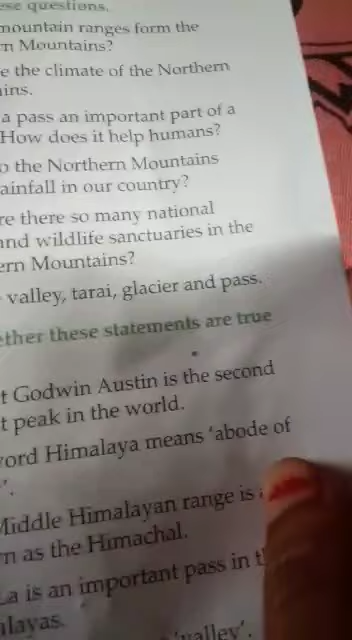 ese questions.
mountain ranges form the
n Mountains?
e the climate of the Northern
ins.
a pass an important part of a
How does it help humans?
o the Northern Mountains
ainfall in our country?
re there so many national
and wildlife sanctuaries in the
ern Mountains?
valley, tarai, glacier and pass.
ether these statements are true
t Godwin Austin is the second
t peak in the world.
ord Himalaya means 'abode of
'.
Middle Himalayan range is
n as the Himachal.
La is an important pass in
alayas.
'valley'.